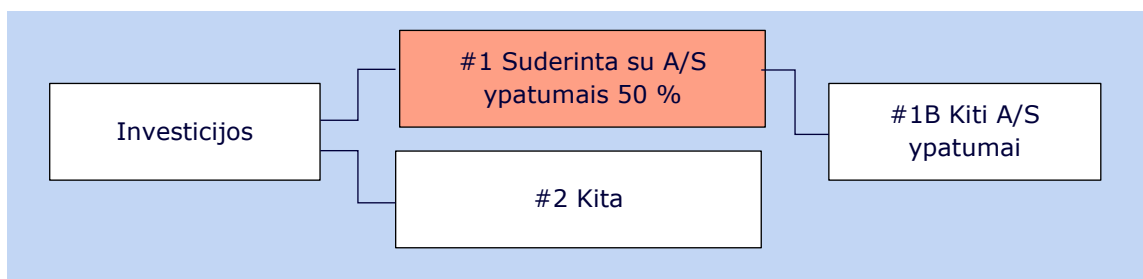 Investicijos
#1 Suderinta su A/S
ypatumais 50 %
#2 Kita
#1B Kiti A/S
ypatumai